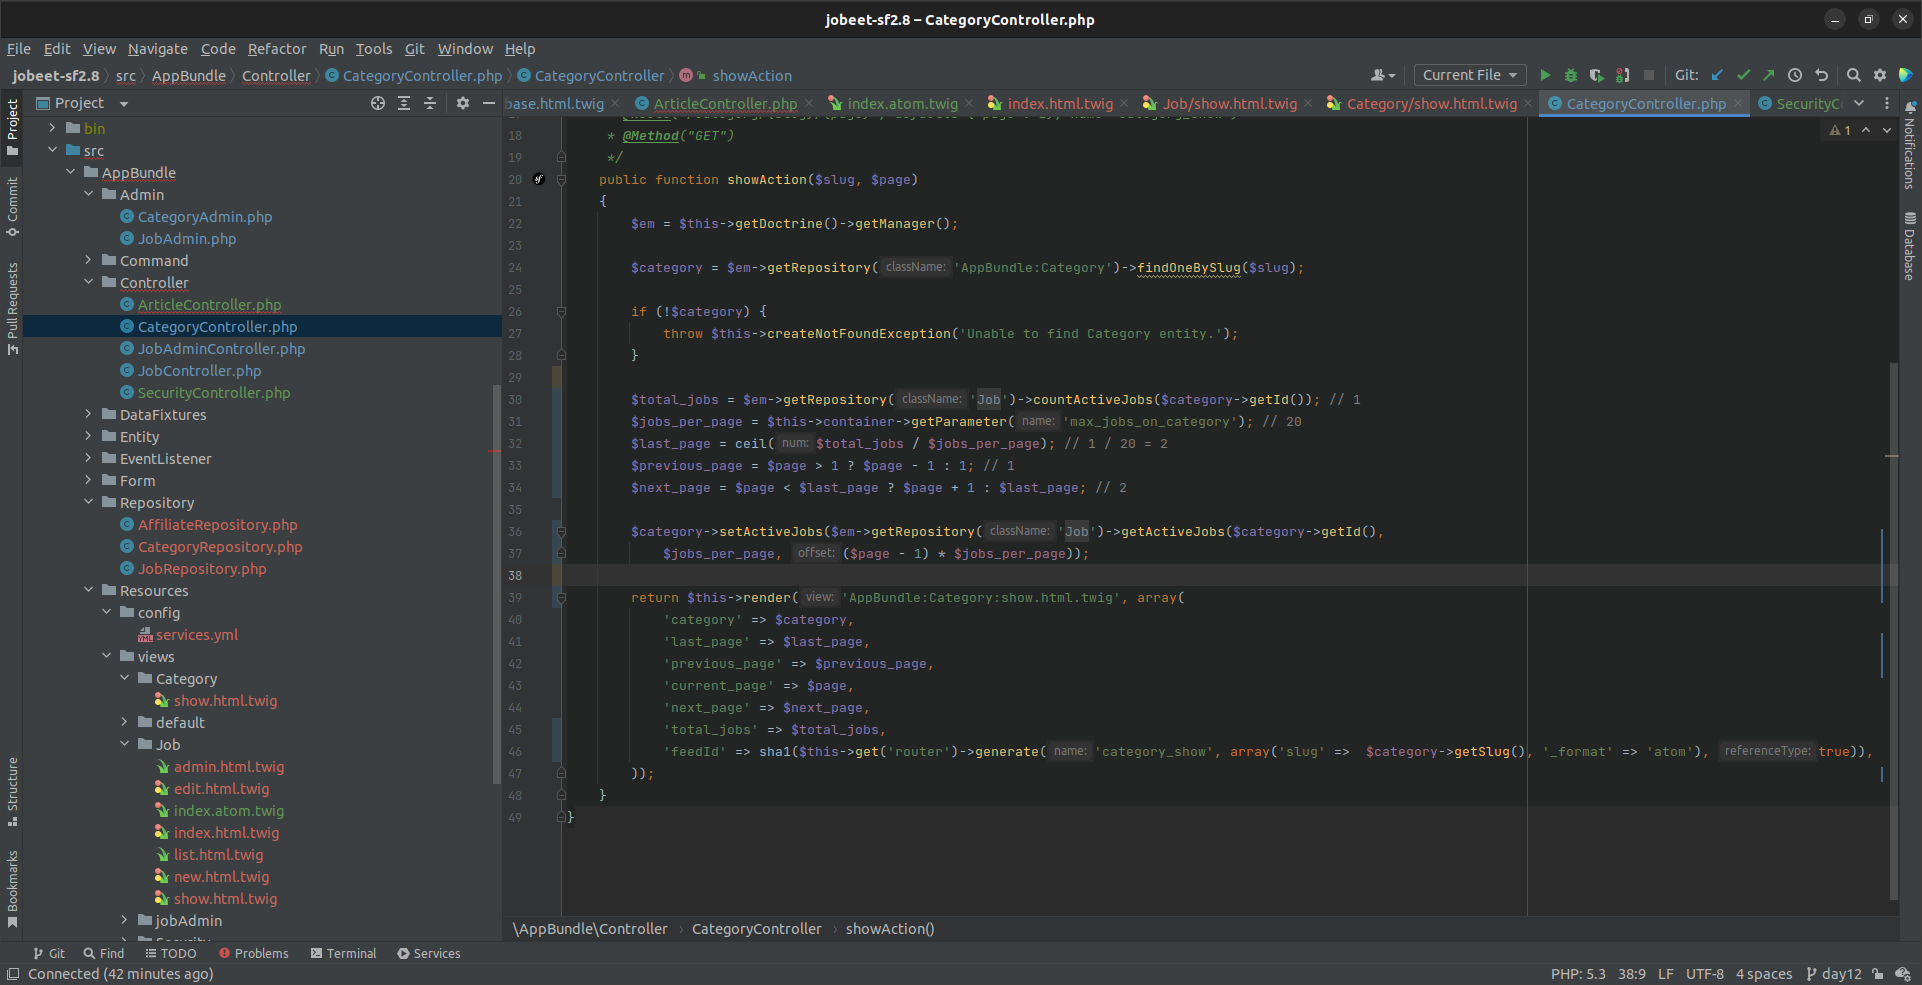 jobeet-sf2.8 – CategoryController.php
File Edit View Navigate Code Refactor Run Tools Git Window Help
jobeet-sf2.8 src AppBundle Controller CategoryController.php CategoryController showAction
Current File Git:
Project
base.html.twig ArticleController.php index.atom.twig index.html.twig Job/show.html.twig Category/show.html.twig CategoryController.php SecurityC
Project
Commit
Pull Requests
Structure
Bookmarks
bin
src
AppBundle
Admin
CategoryAdmin.php
JobAdmin.php
Command
Controller
ArticleController.php
CategoryController.php
JobAdminController.php
JobController.php
SecurityController.php
DataFixtures
Entity
EventListener
Form
Repository
AffiliateRepository.php
CategoryRepository.php
JobRepository.php
Resources
config
services.yml
views
Category
show.html.twig
default
Job
admin.html.twig
edit.html.twig
index.atom.twig
index.html.twig
list.html.twig
new.html.twig
show.html.twig
jobAdmin
1
18 * @Method("GET")
19 */
20 public function showAction($slug, $page)
21 {
22 $em = $this->getDoctrine()->getManager();
23
24 $category = $em->getRepository( className: 'AppBundle:Category')->findOneBySlug($slug);
25
26 if (!$category) {
27 throw $this->createNotFoundException('Unable to find Category entity.');
28 }
29
30 $total_jobs = $em->getRepository( className: 'Job')->countActiveJobs($category->getId()); // 1
31 $jobs_per_page = $this->container->getParameter( name: 'max_jobs_on_category'); // 20
32 $last_page = ceil( num: $total_jobs / $jobs_per_page); // 1 / 20 = 2
33 $previous_page = $page > 1 ? $page - 1 : 1; // 1
34 $next_page = $page < $last_page ? $page + 1 : $last_page; // 2
35
36 $category->setActiveJobs($em->getRepository( className: 'Job')->getActiveJobs($category->getId(),
37 $jobs_per_page, offset: ($page - 1) * $jobs_per_page));
38
39 return $this->render( view: 'AppBundle:Category:show.html.twig', array(
40 'category' => $category,
41 'last_page' => $last_page,
42 'previous_page' => $previous_page,
43 'current_page' => $page,
44 'next_page' => $next_page,
45 'total_jobs' => $total_jobs,
46 'feedId' => sha1($this->get('router')->generate( name: 'category_show', array('slug' => $category->getSlug(), '_format' => 'atom'), referenceType: true)),
47 ));
48 }
49 }
\AppBundle\Controller CategoryController showAction()
Notifications
Database
Git Find TODO Problems Terminal Services
Connected (42 minutes ago) PHP: 5.3 38:9 LF UTF-8 4 spaces day12